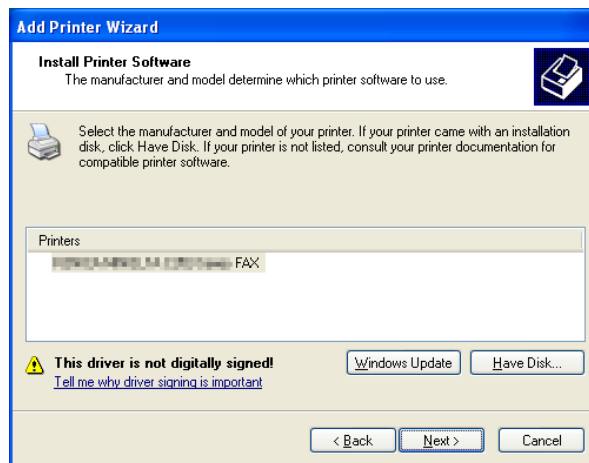 Add Printer Wizard
Install Printer Software
The manufacturer and model determine which printer software to use.
Select the manufacturer and model of your printer. If your printer came with an installation
disk, click Have Disk. If your printer is not listed, consult your printer documentation for
compatible printer software.
Printers
FAX
This driver is not digitally signed!
Tell me why driver signing is important
Windows Update
Have Disk...
< Back
Next >
Cancel